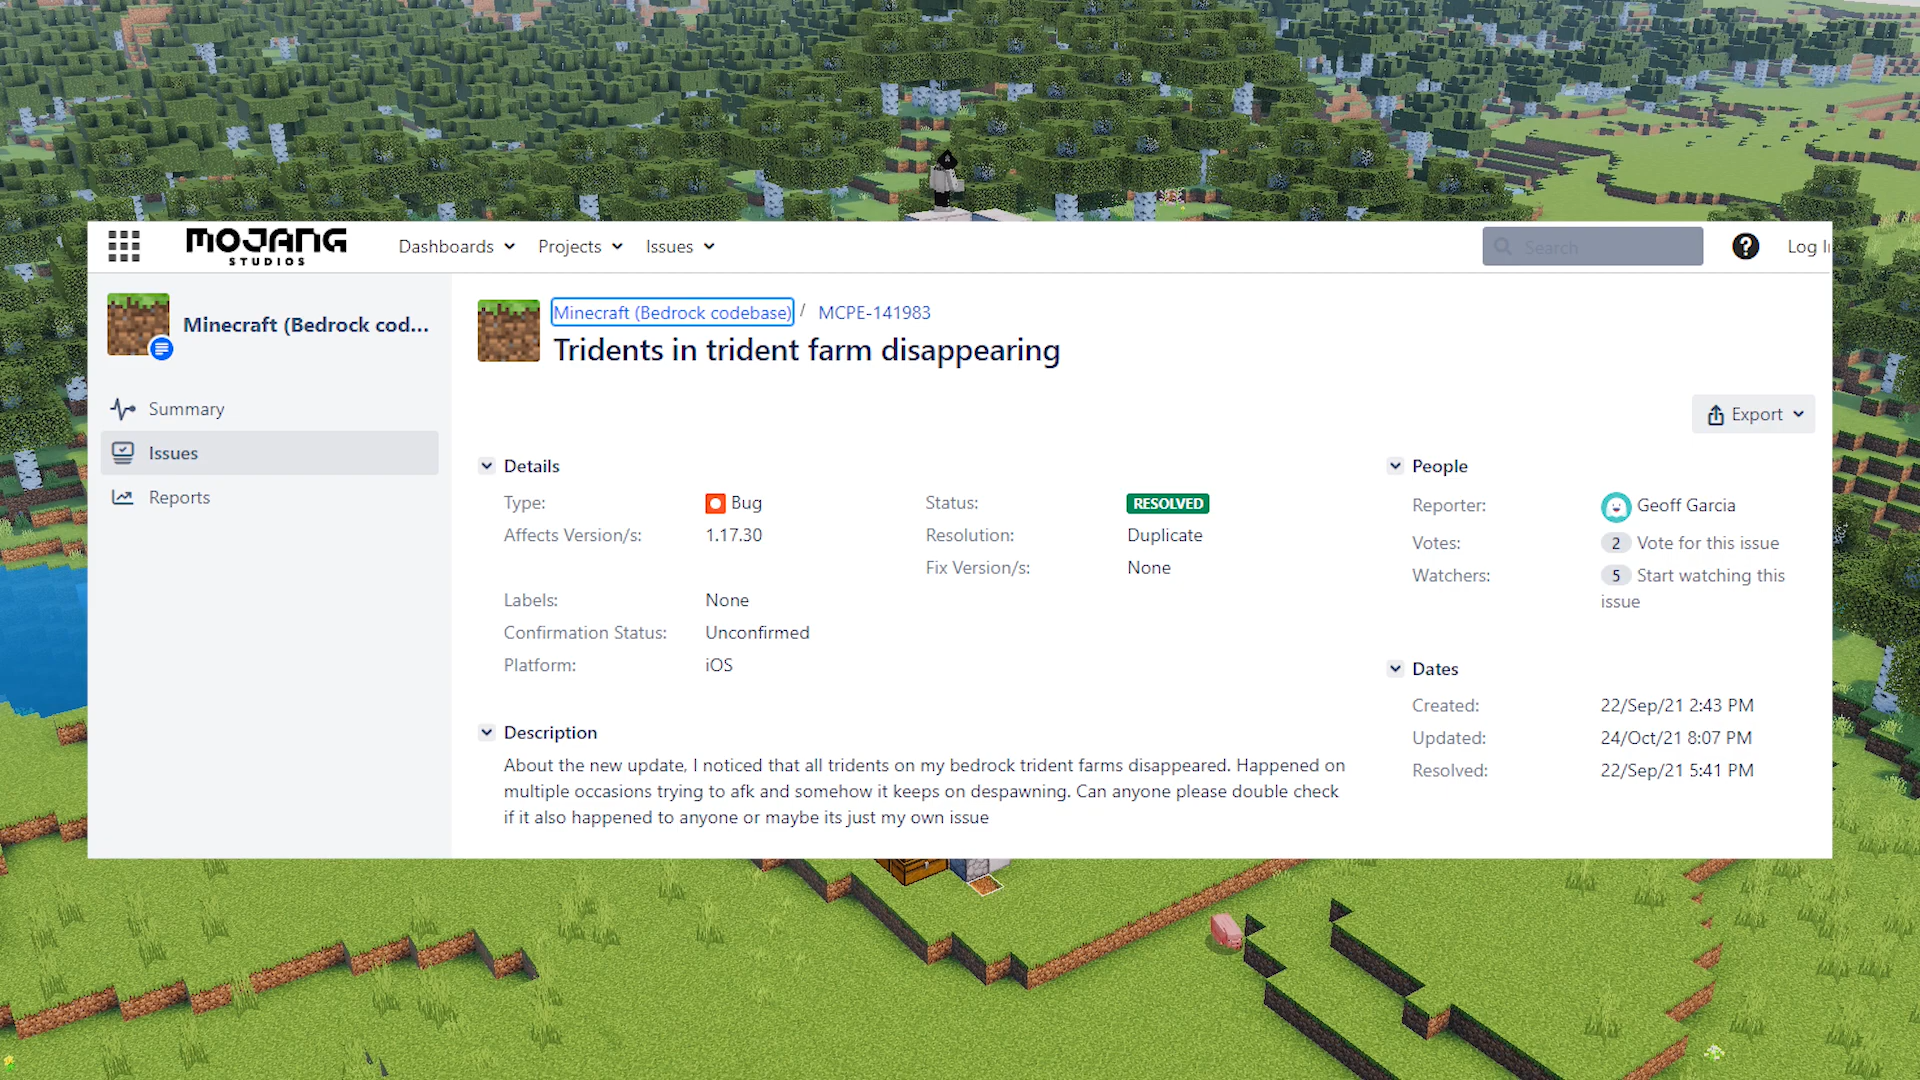 MOJANG
STUDIOS
Dashboards
Projects
Issues
Search
?
Log
Minecraft (Bedrock cod...
Summary
Issues
Reports
Minecraft (Bedrock codebase) / MCPE-141983
Tridents in trident farm disappearing
Export
Details
Type: Bug
Status: RESOLVED
Affects Version/s: 1.17.30
Resolution: Duplicate
Fix Version/s: None
Labels: None
Confirmation Status: Unconfirmed
Platform: iOS
Description
About the new update, I noticed that all tridents on my bedrock trident farms disappeared. Happened on
multiple occasions trying to afk and somehow it keeps on despawning. Can anyone please double check
if it also happened to anyone or maybe its just my own issue
People
Reporter: Geoff Garcia
Votes: 2 Vote for this issue
Watchers: 5 Start watching this
issue
Dates
Created: 22/Sep/21 2:43 PM
Updated: 24/Oct/21 8:07 PM
Resolved: 22/Sep/21 5:41 PM